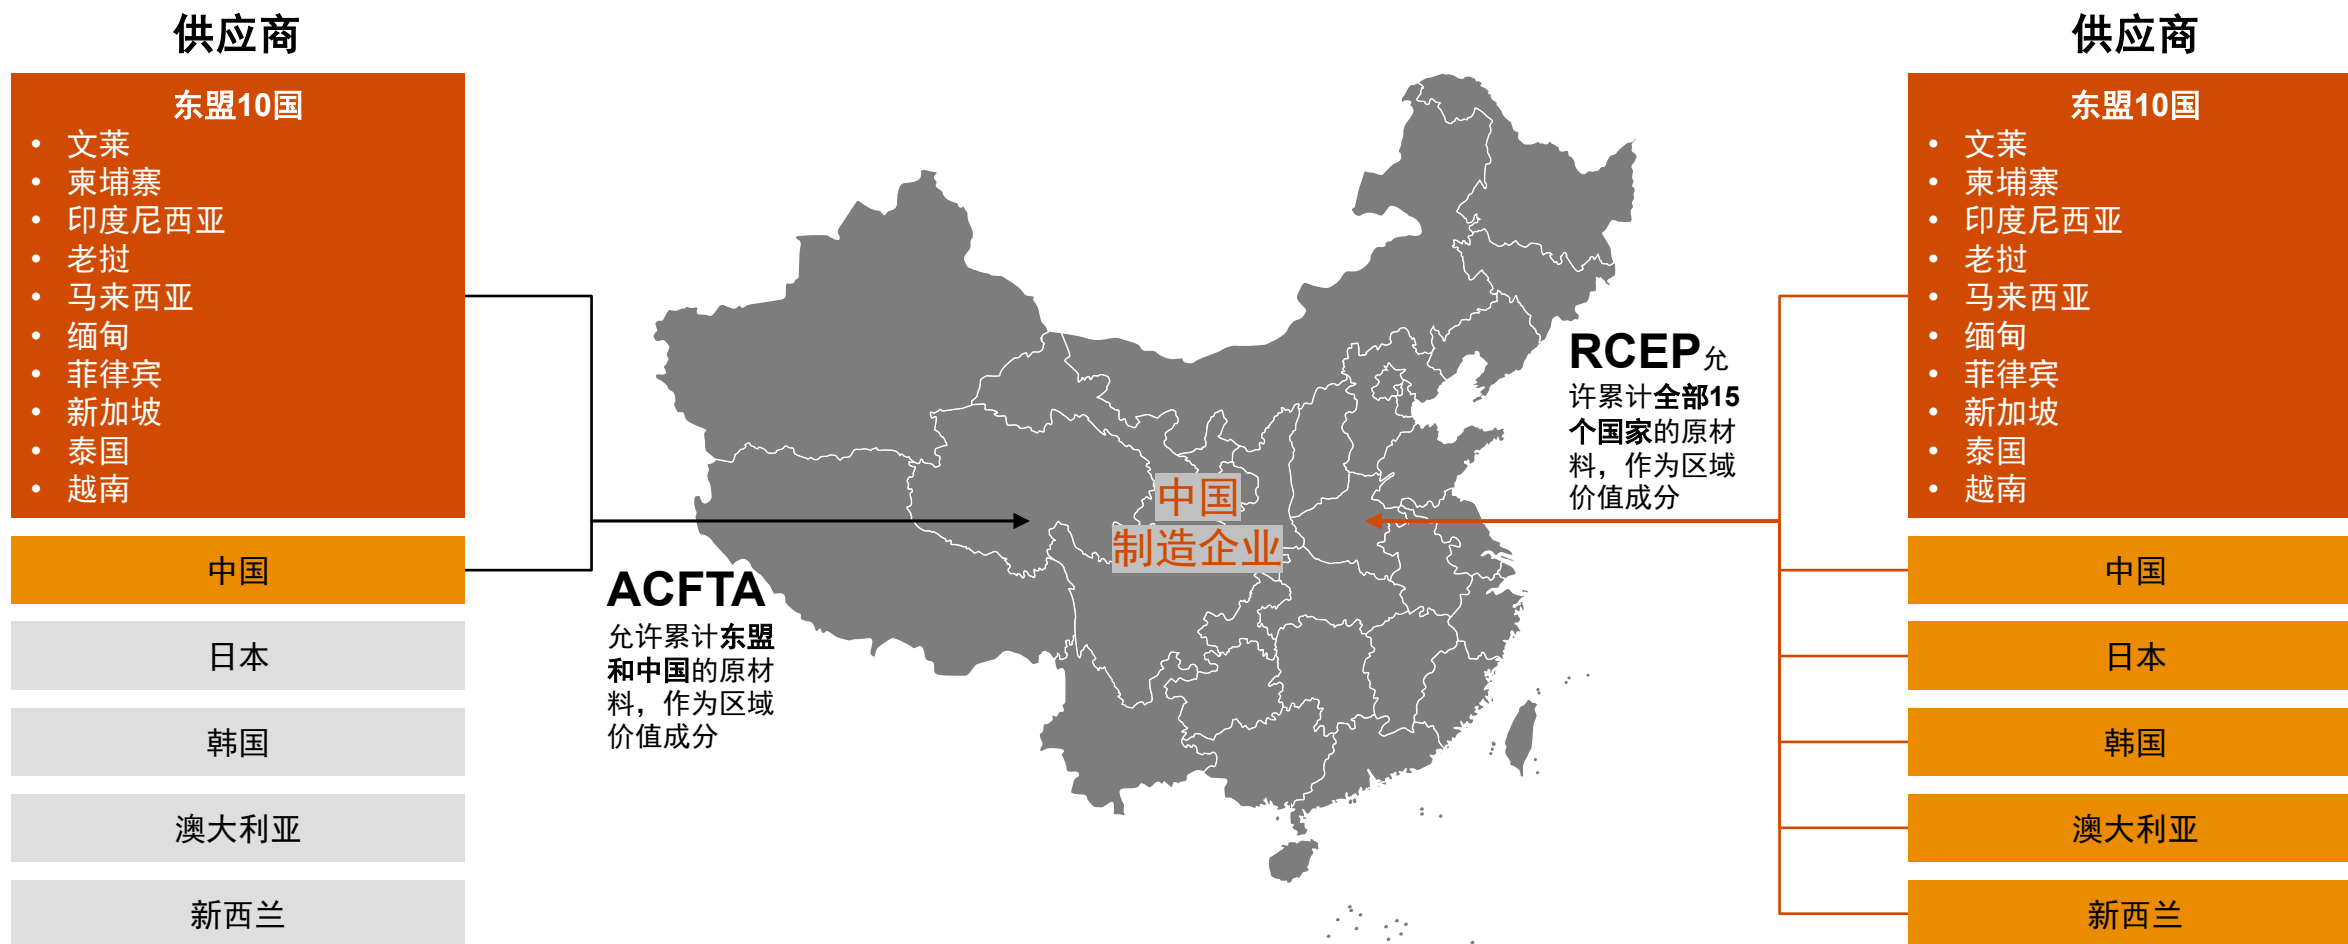 供应商
东盟10国
• 文莱
• 柬埔寨
• 印度尼西亚
• 老挝
• 马来西亚
• 缅甸
• 菲律宾
• 新加坡
• 泰国
• 越南
中国
日本
韩国
澳大利亚
新西兰
ACFTA
允许累计东盟
和中国的原材
料，作为区域
价值成分
中国
制造企业
RCEP允
许累计全部15
个国家的原材
料，作为区域
价值成分
供应商
东盟10国
• 文莱
• 柬埔寨
• 印度尼西亚
• 老挝
• 马来西亚
• 缅甸
• 菲律宾
• 新加坡
• 泰国
• 越南
中国
日本
韩国
澳大利亚
新西兰